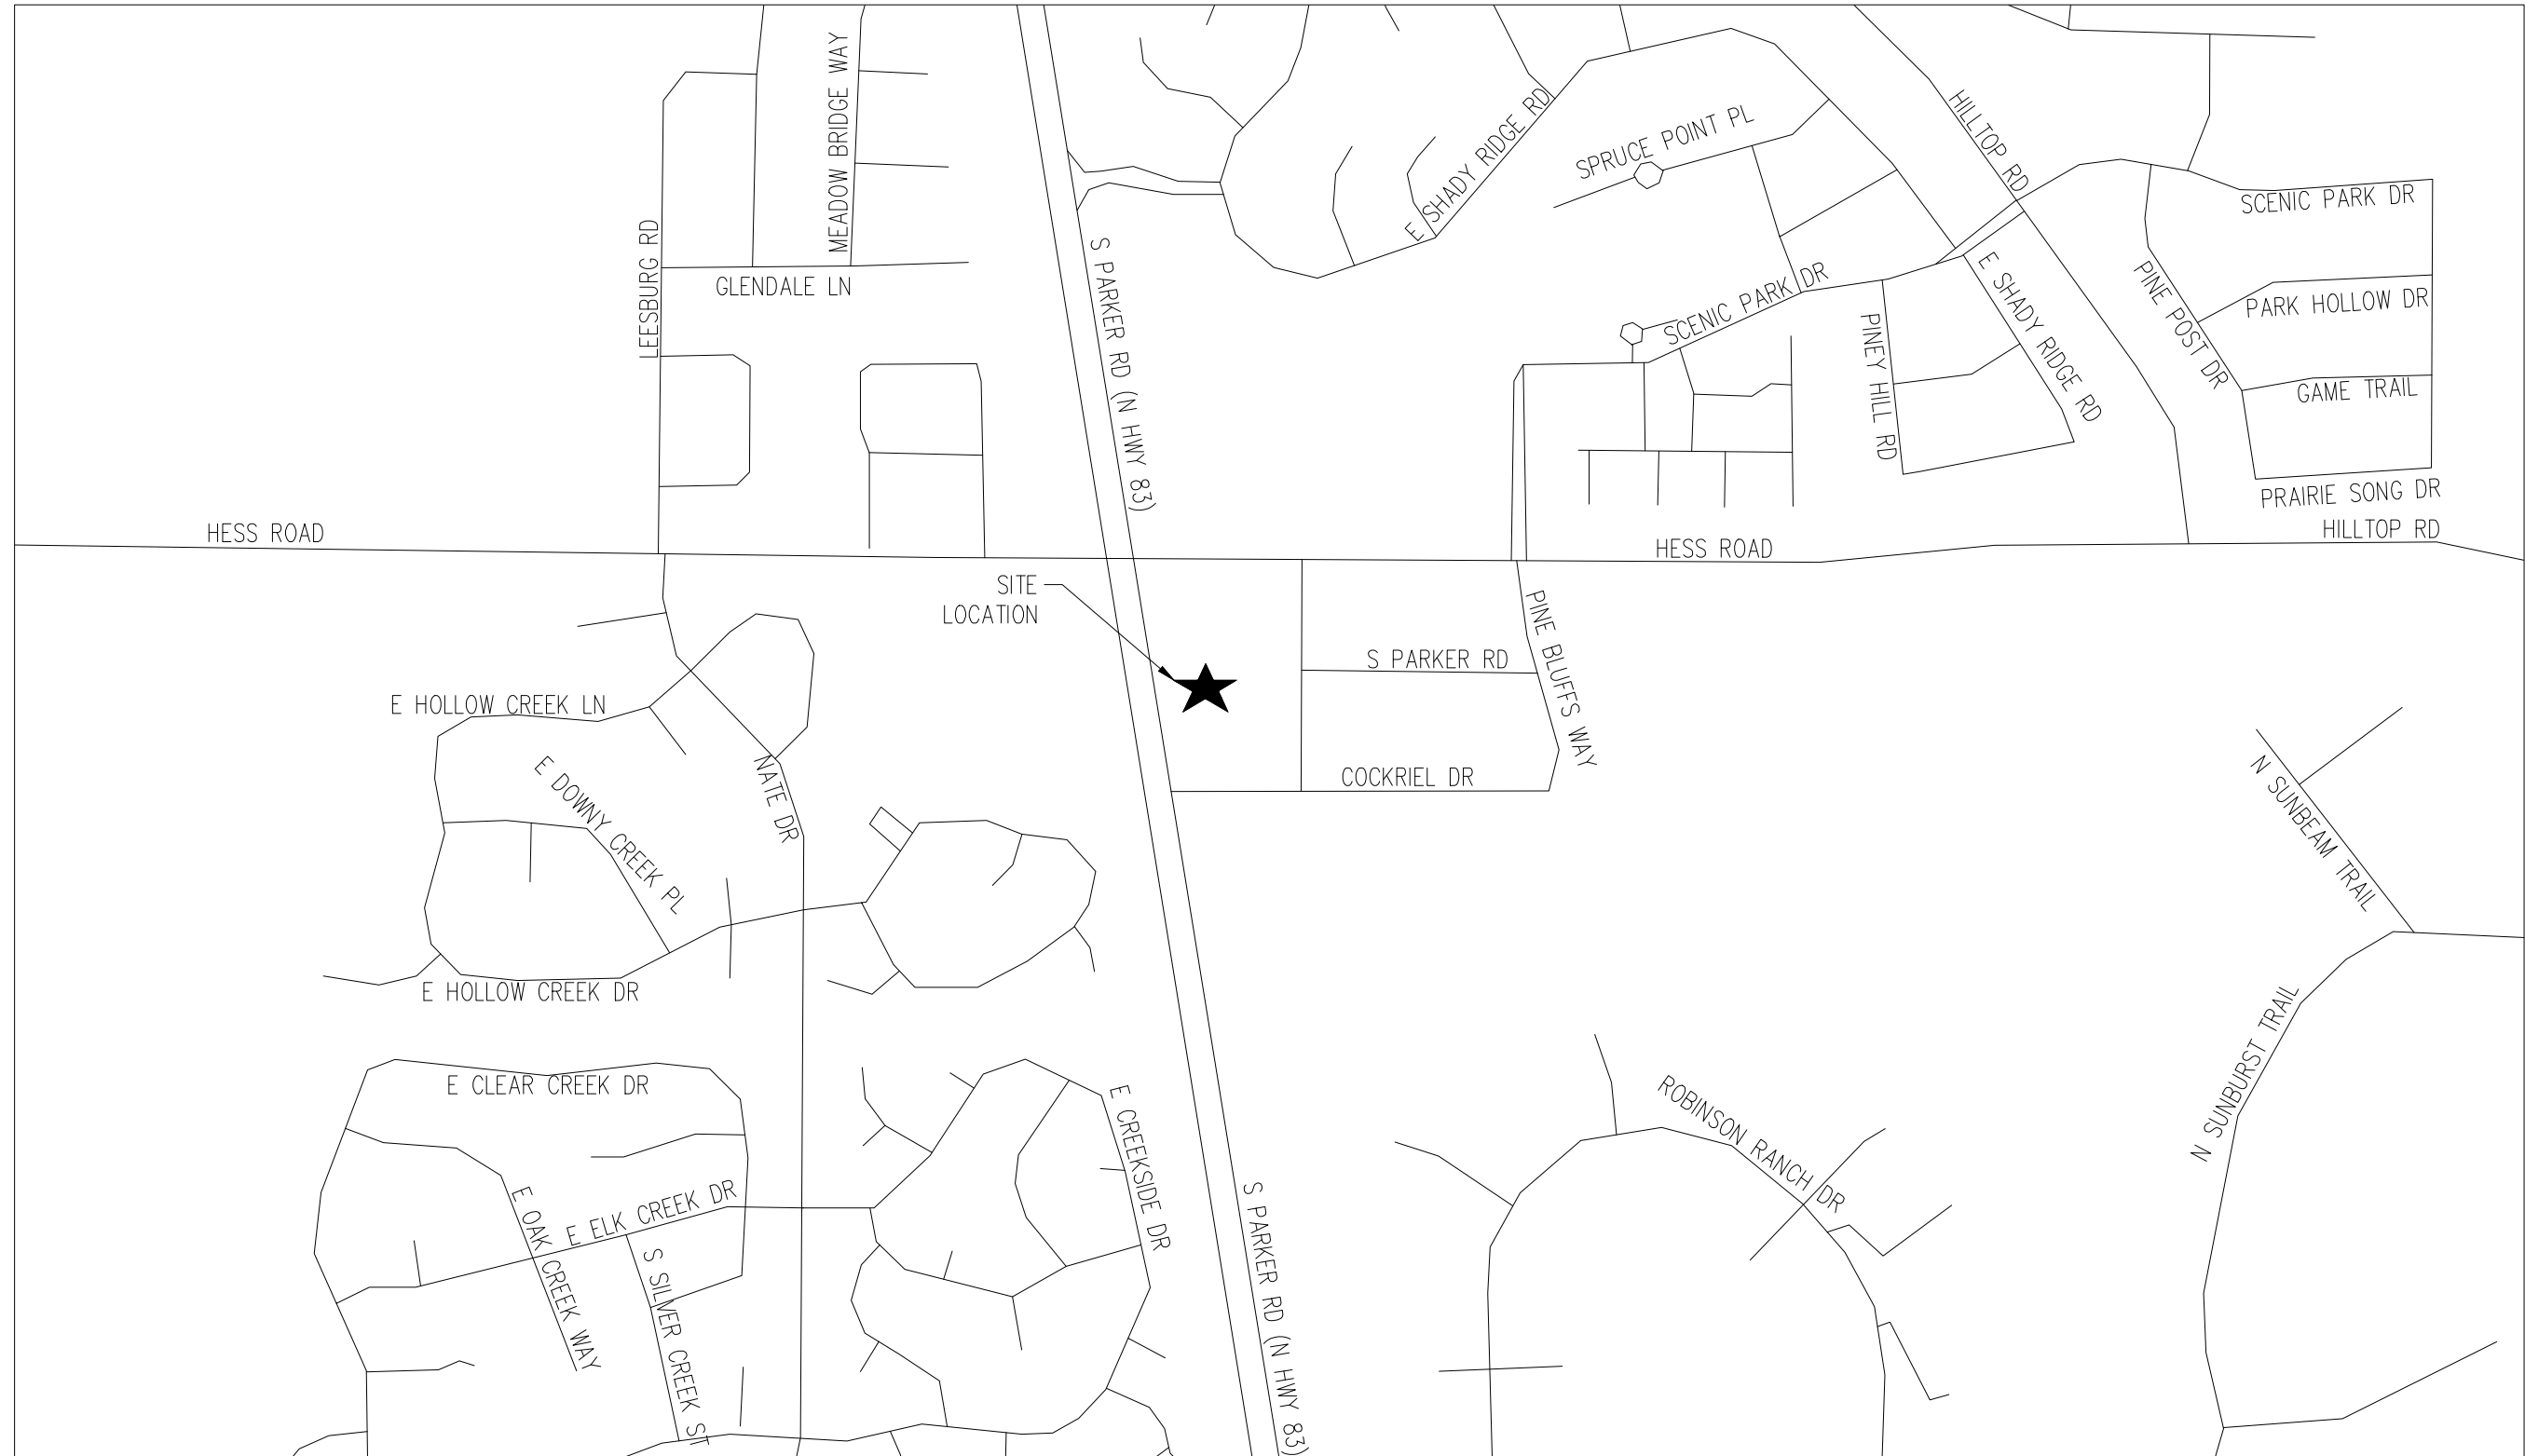 MEADOW BRIDGE WAY
LEESBURG RD
GLENDALE LN
S PARKER RD (N HWY 83)
E SHADY RIDGE RD
SPRUCE POINT PL
HILLTOP RD
SCENIC PARK DR
SCENIC PARK DR
E SHADY RIDGE RD
PINEY HILL RD
PINE POST DR
PARK HOLLOW DR
GAME TRAIL
PRAIRIE SONG DR
HILLTOP RD
HESS ROAD
HESS ROAD
SITE
LOCATION
PINE BLUFFS WAY
S PARKER RD
COCKRIEL DR
E HOLLOW CREEK LN
E DOWNY CREEK PL
NATE DR
N SUNBEAM TRAIL
E HOLLOW CREEK DR
N SUNBURST TRAIL
E CLEAR CREEK DR
E CREEKSIDE DR
ROBINSON RANCH DR
E OAK CREEK WAY
E ELK CREEK DR
S SILVER CREEK ST
S PARKER RD (N HWY 83)